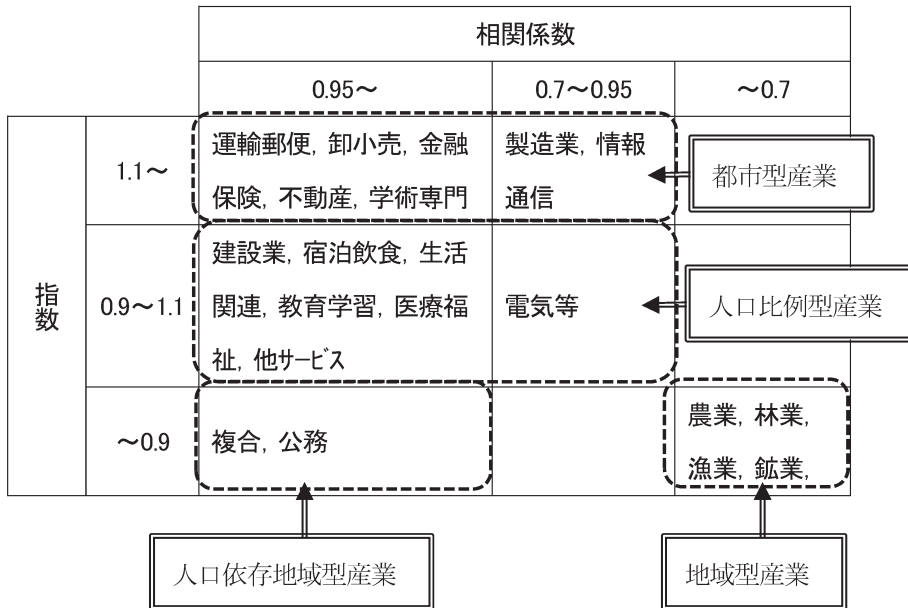 相関係数
0.95～
0.7～0.95
～0.7
指数
1.1～
運輸郵便, 卸小売, 金融
保険, 不動産, 学術専門
製造業, 情報
通信
都市型産業
0.9～1.1
建設業, 宿泊飲食, 生活
関連, 教育学習, 医療福
祉, 他ｻｰﾋﾞｽ
電気等
人口比例型産業
～0.9
複合, 公務
農業, 林業,
漁業, 鉱業,
人口依存地域型産業
地域型産業